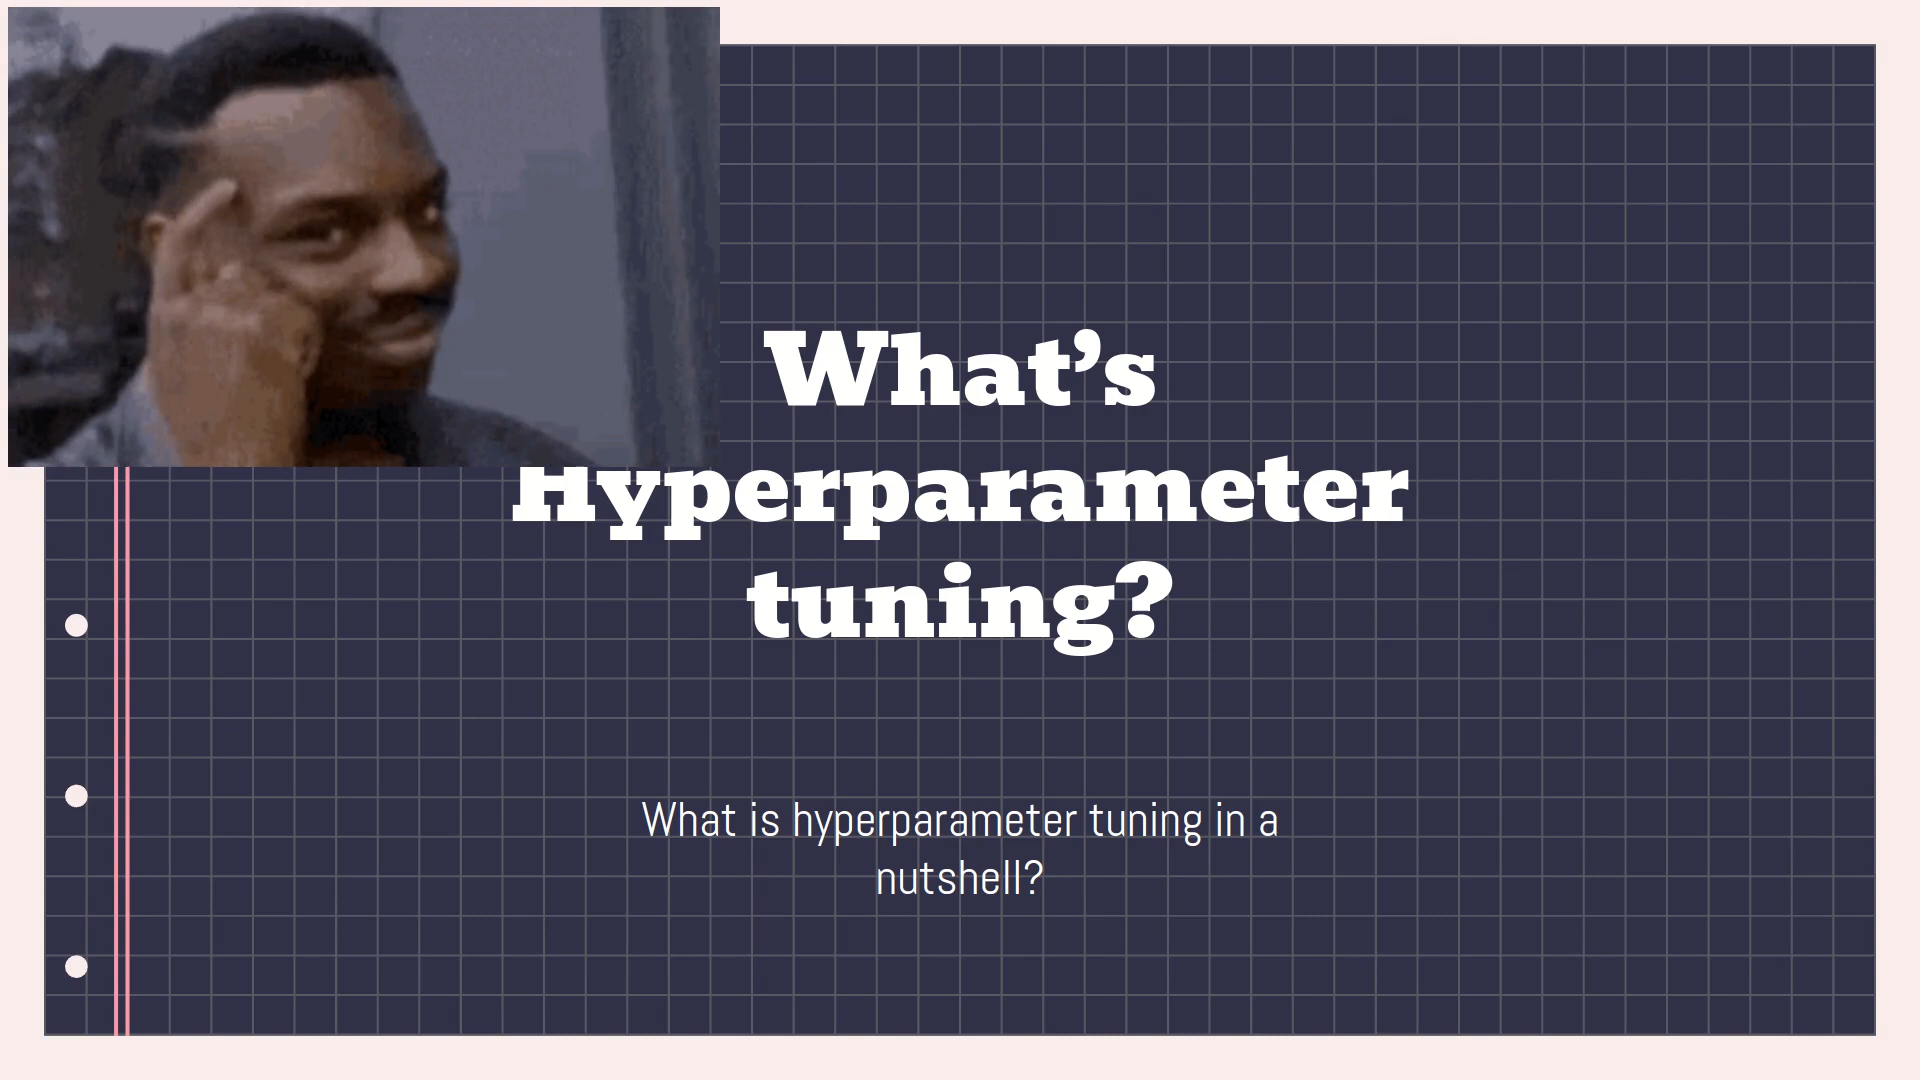 What’s
Hyperparameter
tuning?
What is hyperparameter tuning in a
nutshell?